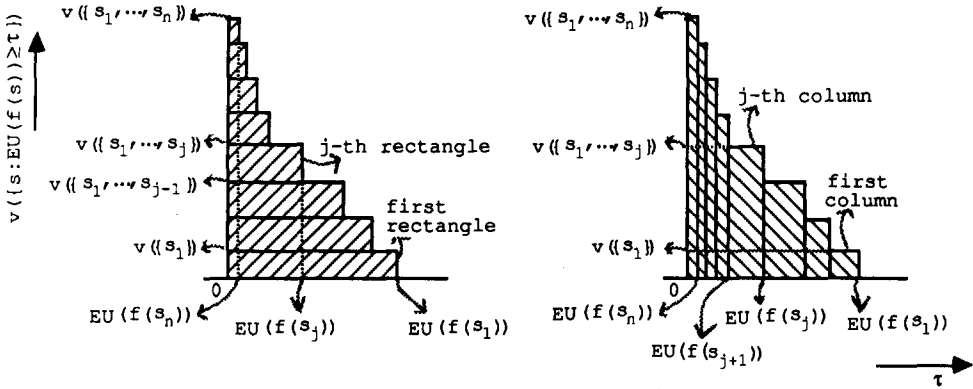 v({s:EU(f(s))≥τ})
v({s₁,…,sₙ})
v({s₁,…,sⱼ})
j-th rectangle
v({s₁,…,sⱼ₋₁})
first
rectangle
v({s₁})
0
EU(f(sₙ))
EU(f(sⱼ))
EU(f(s₁))
v({s₁,…,sₙ})
j-th column
v({s₁,…,sⱼ})
first
column
v({s₁})
0
EU(f(sₙ))
EU(f(sⱼ))
EU(f(s₁))
EU(f(sⱼ₊₁))
τ